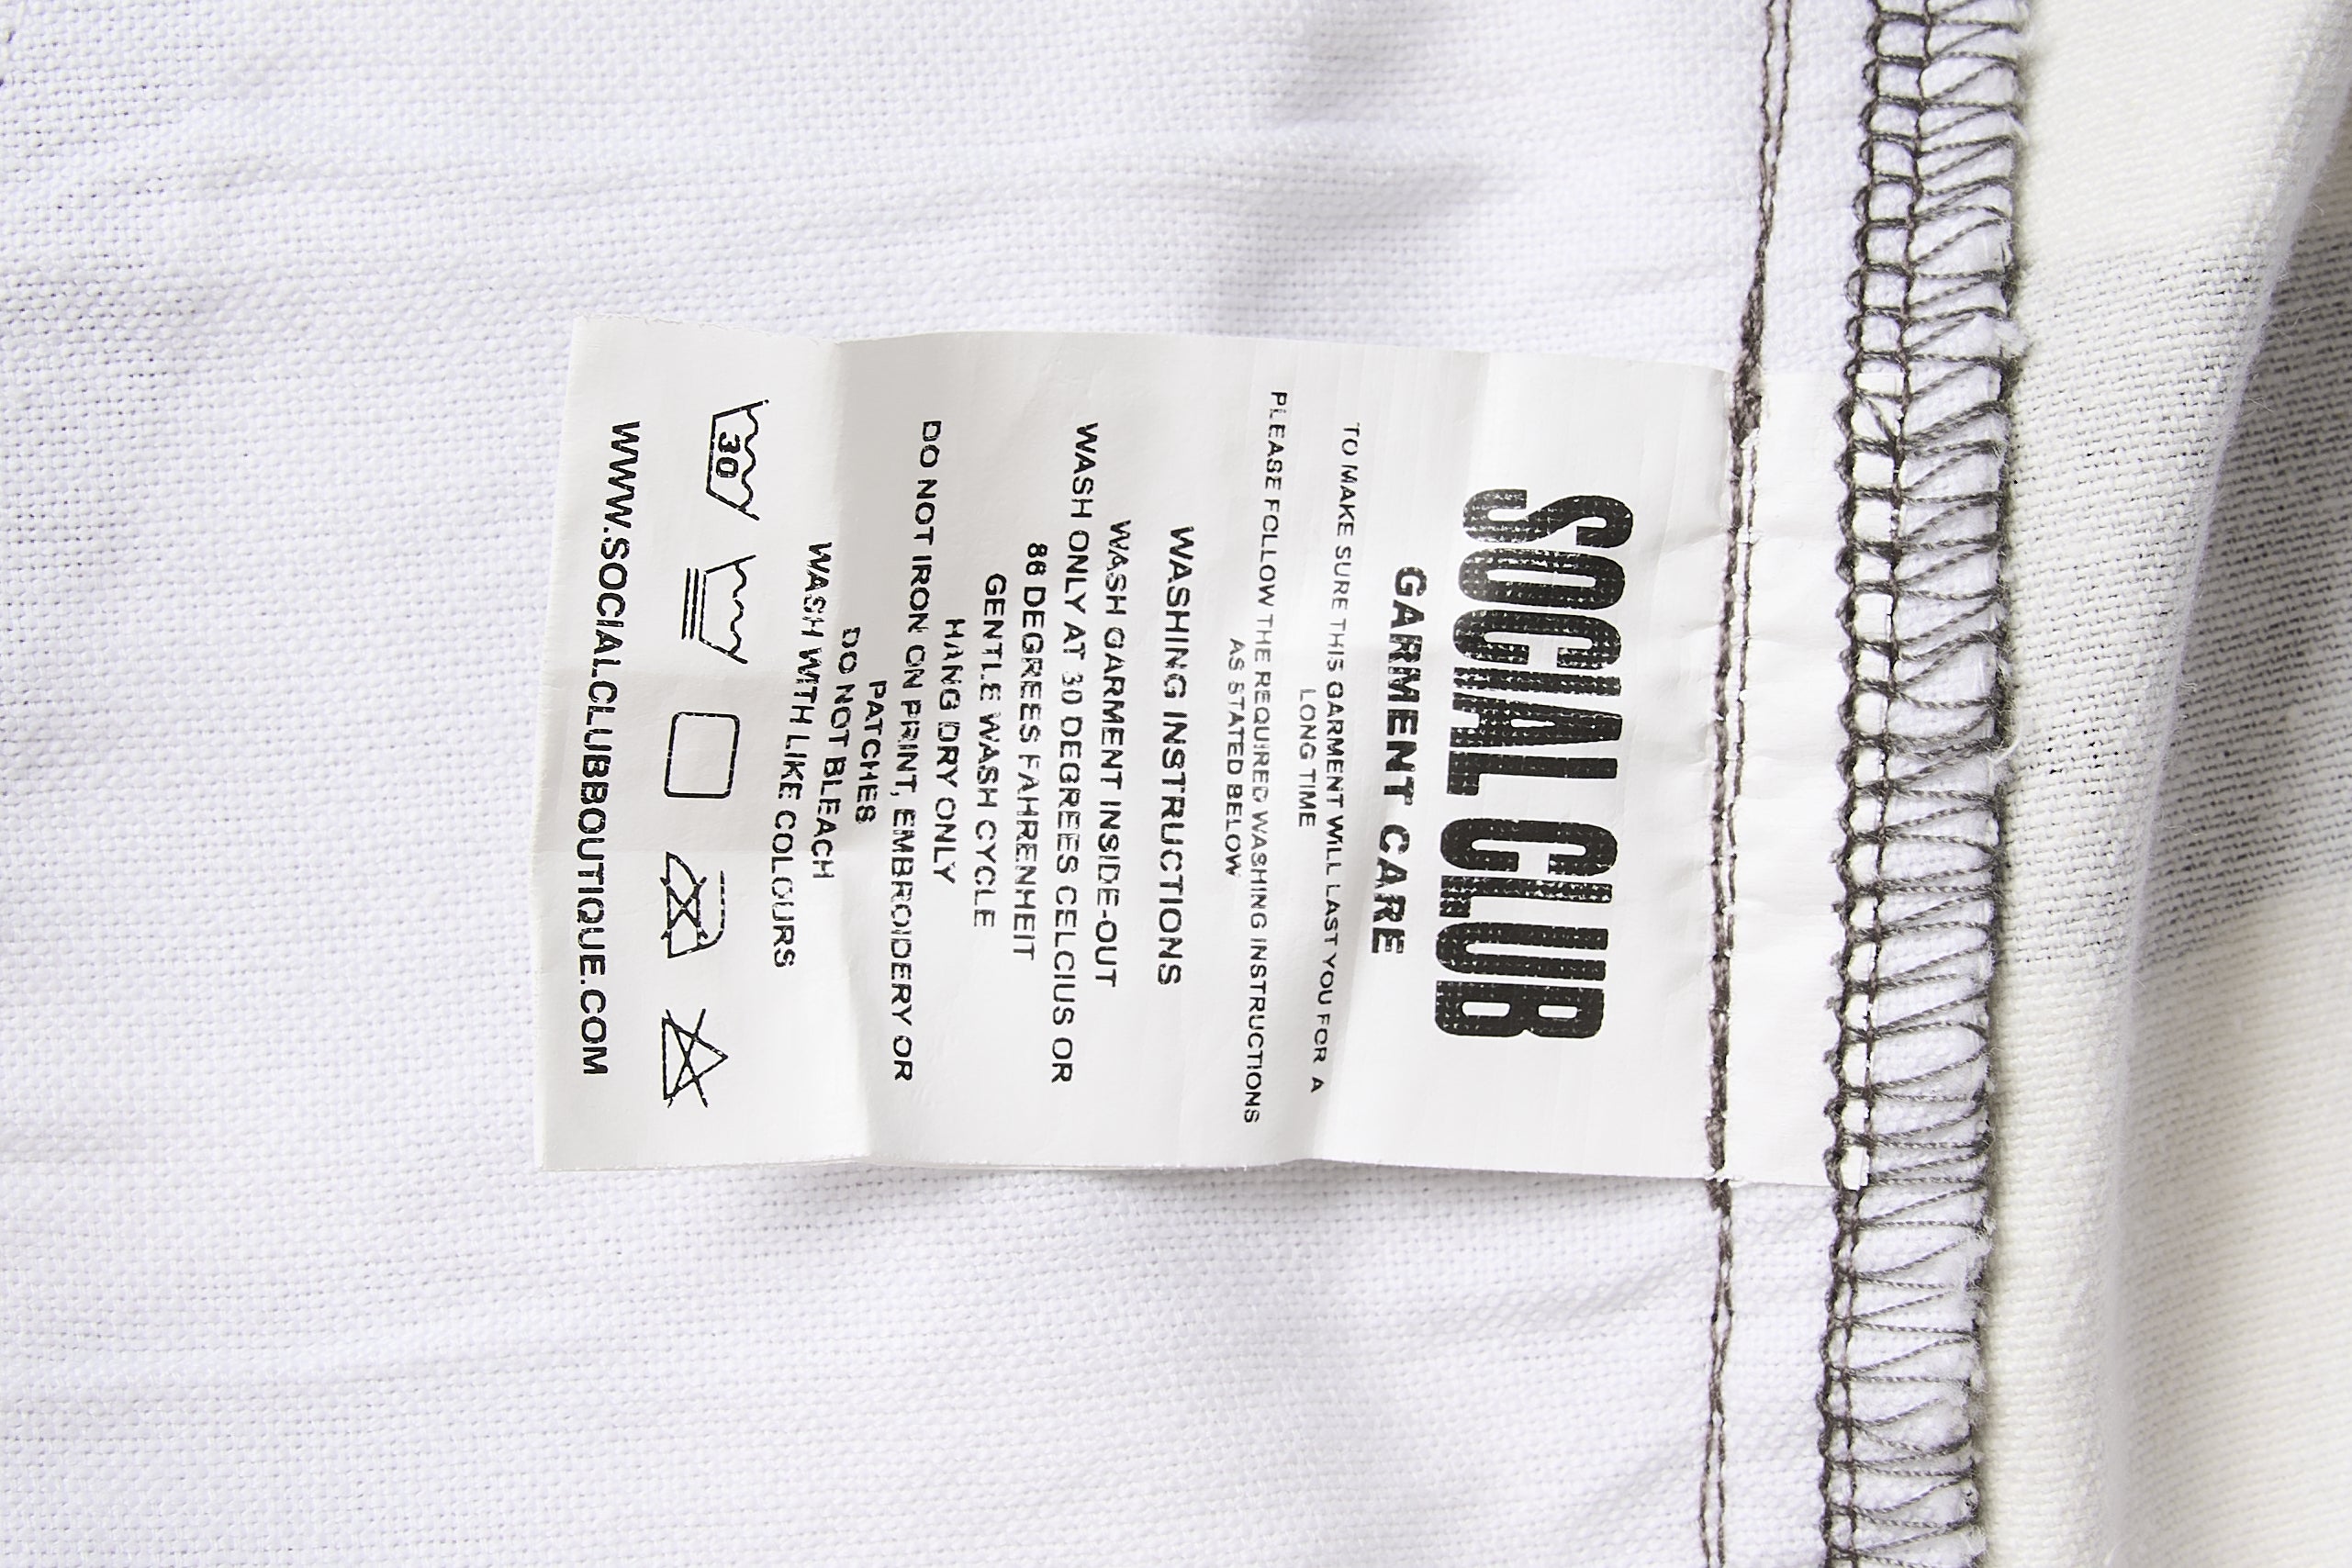 SOCIAL CLUB
GARMENT CARE
TO MAKE SURE THIS GARMENT WILL LAST YOU FOR A
LONG TIME
PLEASE FOLLOW THE REQUIRED WASHING INSTRUCTIONS
AS STATED BELOW
WASHING INSTRUCTIONS
WASH GARMENT INSIDE-OUT
WASH ONLY AT 30 DEGREES CELCIUS OR
86 DEGREES FAHRENHEIT
GENTLE WASH CYCLE
HANG DRY ONLY
DO NOT IRON ON PRINT, EMBROIDERY OR
PATCHES
DO NOT BLEACH
WASH WITH LIKE COLOURS
30
WWW.SOCIALCLUBBOUTIQUE.COM